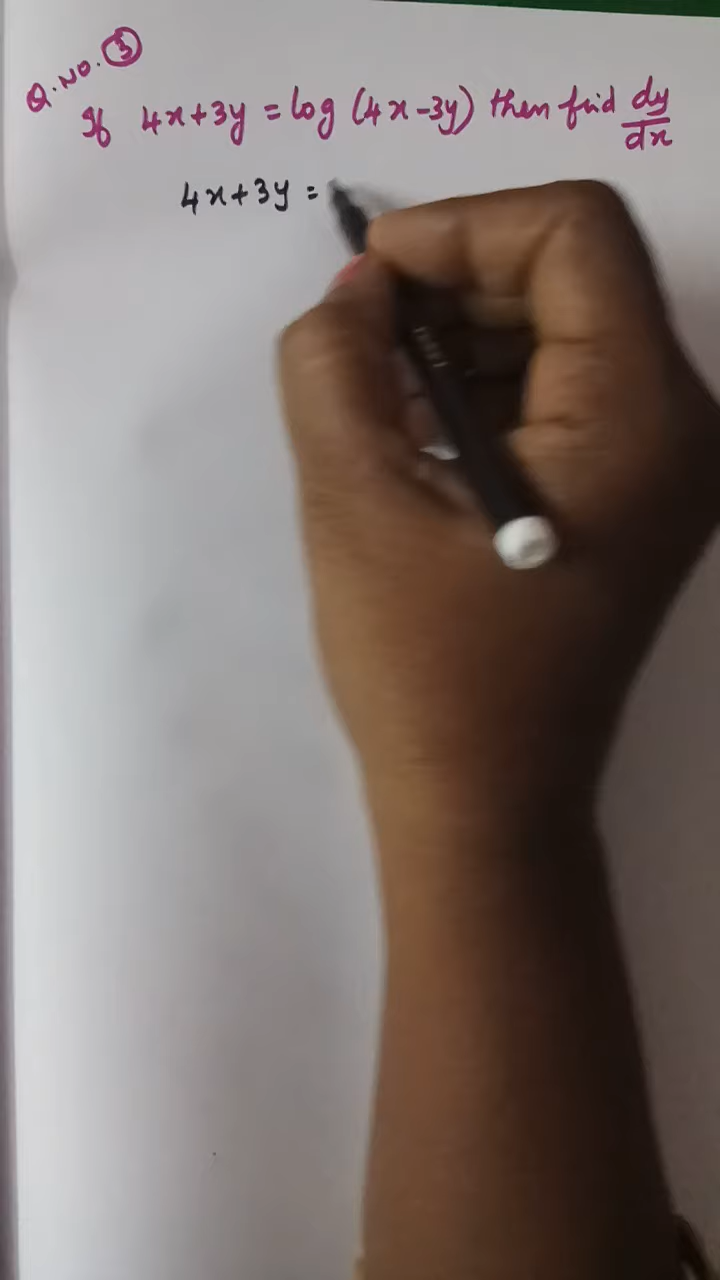 Q.NO. 3
If 4x+3y = log (4x-3y) then find dy/dx
4x+3y =